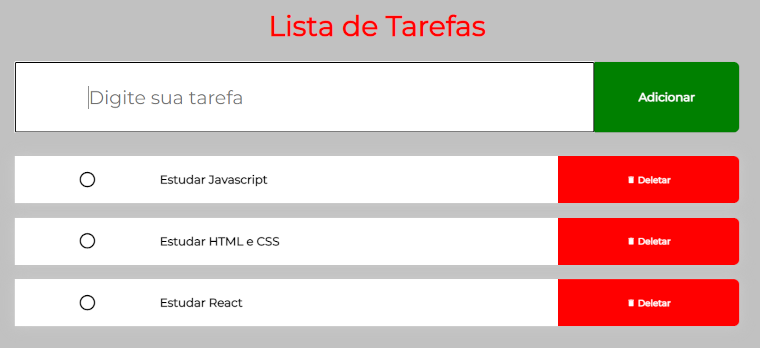 Lista de Tarefas
Digite sua tarefa
Adicionar
Estudar Javascript
Deletar
Estudar HTML e CSS
Deletar
Estudar React
Deletar